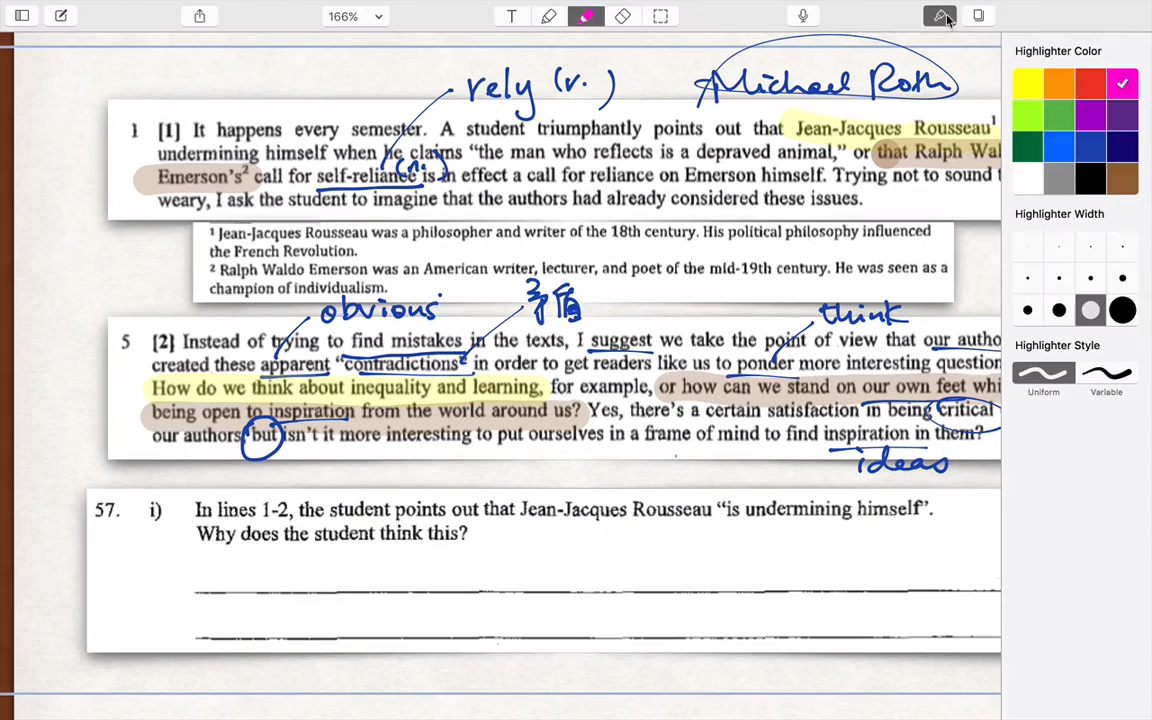 166%
T
Highlighter Color
rely (v.)
Michael Roth
1 [1] It happens every semester. A student triumphantly points out that Jean-Jacques Rousseau¹
undermining himself when he claims “the man who reflects is a depraved animal,” or that Ralph Wal
(n.)
Emerson's² call for self-reliance is in effect a call for reliance on Emerson himself. Trying not to sound t
weary, I ask the student to imagine that the authors had already considered these issues.
Highlighter Width
¹ Jean-Jacques Rousseau was a philosopher and writer of the 18th century. His political philosophy influenced
the French Revolution.
² Ralph Waldo Emerson was an American writer, lecturer, and poet of the mid-19th century. He was seen as a
champion of individualism.
obvious
矛盾
think
5 [2] Instead of trying to find mistakes in the texts, I suggest we take the point of view that our autho
created these apparent “contradictions” in order to get readers like us to ponder more interesting question
How do we think about inequality and learning, for example, or how can we stand on our own feet whi
being open to inspiration from the world around us? Yes, there's a certain satisfaction in being critical
our authors, but isn't it more interesting to put ourselves in a frame of mind to find inspiration in them?
ideas
Highlighter Style
Uniform
Variable
57. i) In lines 1-2, the student points out that Jean-Jacques Rousseau “is undermining himself”.
Why does the student think this?